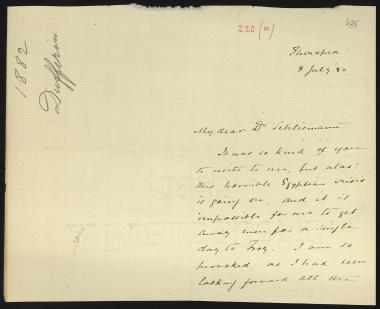 1882
Dufferin
220 (a)
635
Therapia
8 July '82
My dear Dr Schliemann
It was so kind of you
to write to me, but alas!
this horrible Egyptian crisis
is going on, and it is
impossible for me to get
away even for a single
day to Troy. I am so
provoked, as I had been
looking forward all the